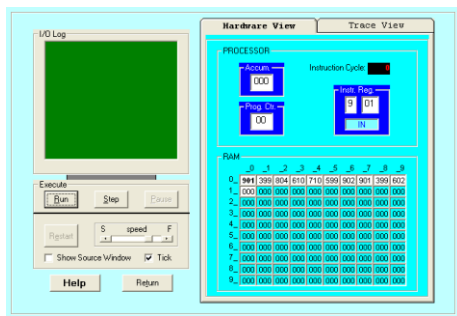 Hardware View
Trace View
I/O Log
PROCESSOR
Accum.
000
Instruction Cycle:
Instr. Reg.
9 01
IN
Prog. Ctr.
00
RAM
_0 _1 _2 _3 _4 _5 _6 _7 _8 _9
0_ 901 399 804 610 710 599 902 901 399 602
1_ 000 000 000 000 000 000 000 000 000 000
2_ 000 000 000 000 000 000 000 000 000 000
3_ 000 000 000 000 000 000 000 000 000 000
4_ 000 000 000 000 000 000 000 000 000 000
5_ 000 000 000 000 000 000 000 000 000 000
6_ 000 000 000 000 000 000 000 000 000 000
7_ 000 000 000 000 000 000 000 000 000 000
8_ 000 000 000 000 000 000 000 000 000 000
9_ 000 000 000 000 000 000 000 000 000 000
Execute
Run
Step
Pause
Restart
S speed F
Show Source Window
Tick
Help
Return